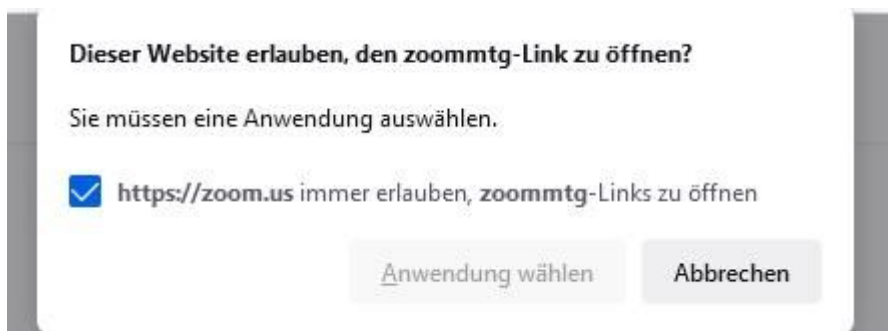 Dieser Website erlauben, den zoommtg-Link zu öffnen?
Sie müssen eine Anwendung auswählen.
https://zoom.us immer erlauben, zoommtg-Links zu öffnen
Anwendung wählen Abbrechen